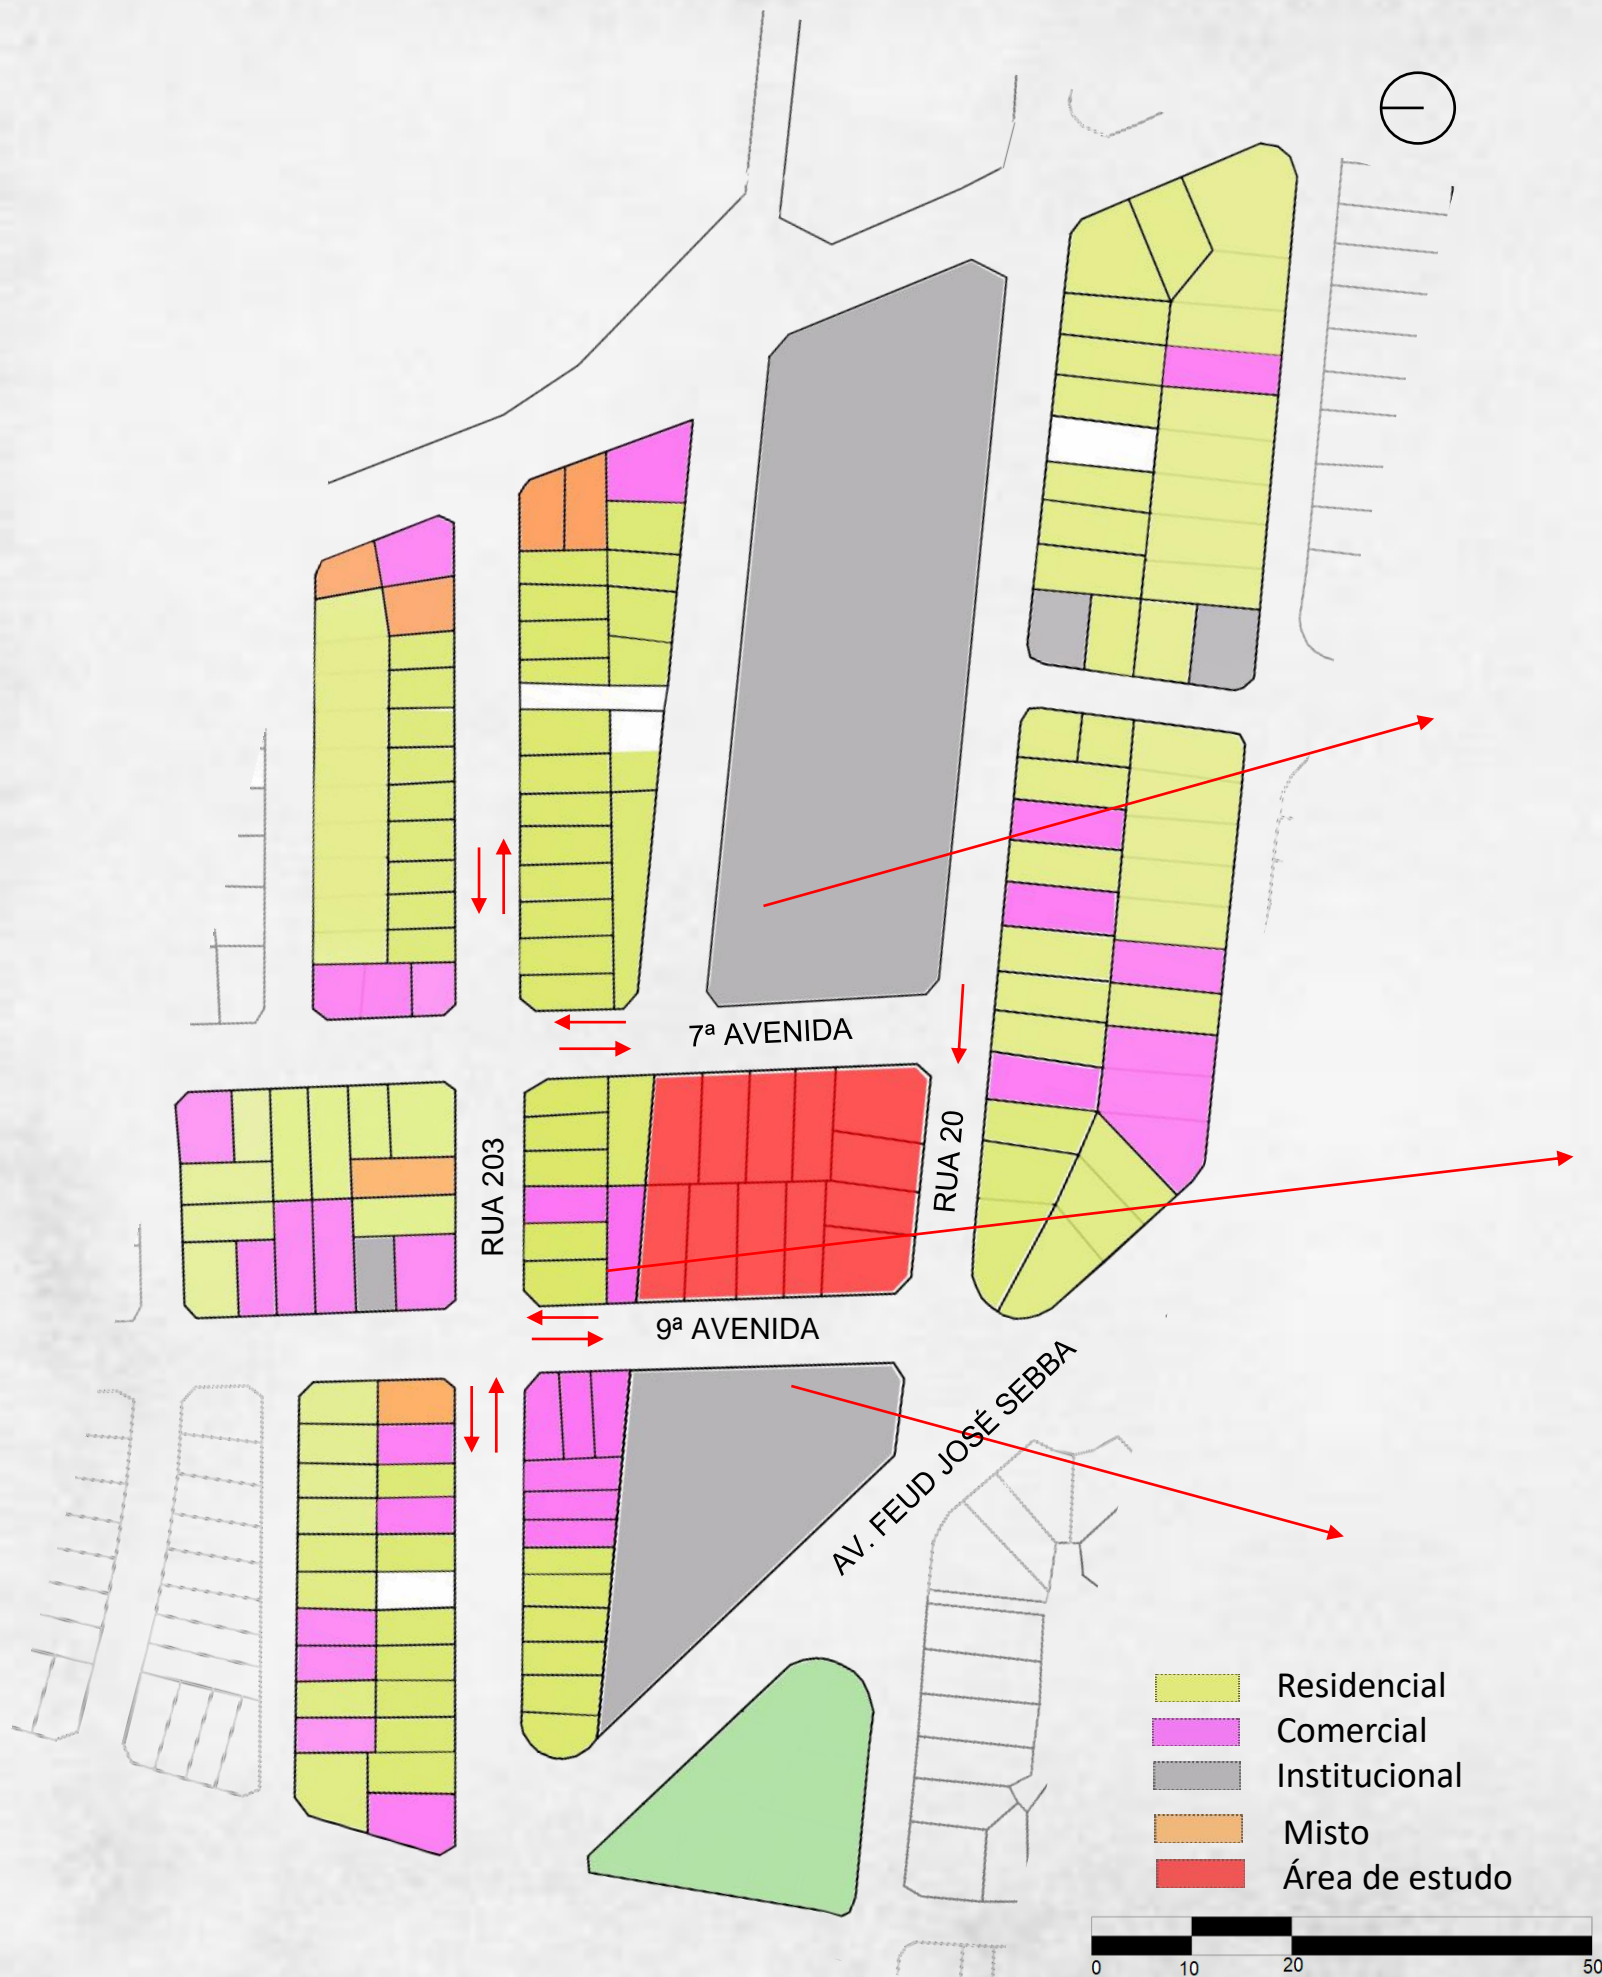 7ª AVENIDA
RUA 203
RUA 20
9ª AVENIDA
AV. FEUD JOSÉ SEBBA
Residencial
Comercial
Institucional
Misto
Área de estudo
0 10 20 50